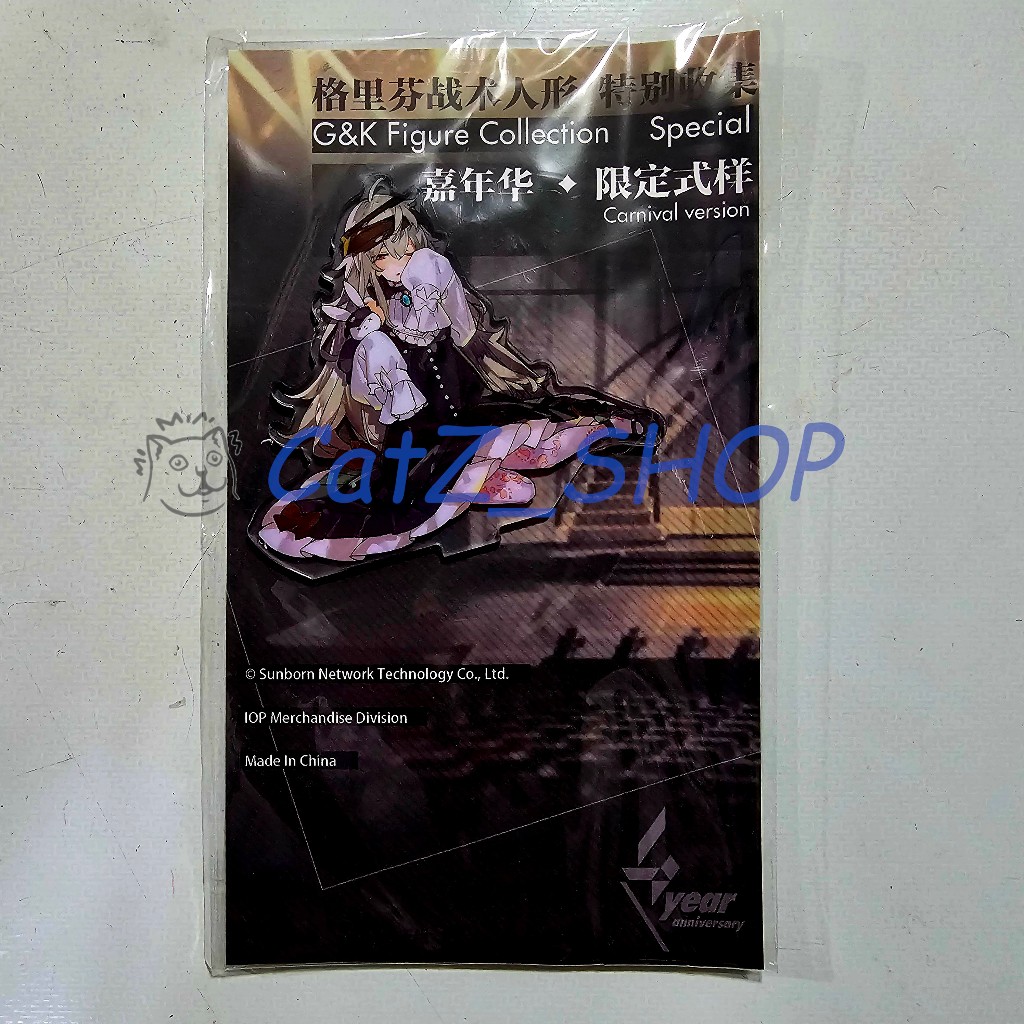 格里芬战术人形 特别收集
G&K Figure Collection Special
嘉年华 ✦ 限定式样
Carnival version
CatZ_SHOP
© Sunborn Network Technology Co., Ltd.
IOP Merchandise Division
Made In China
4 year
anniversary